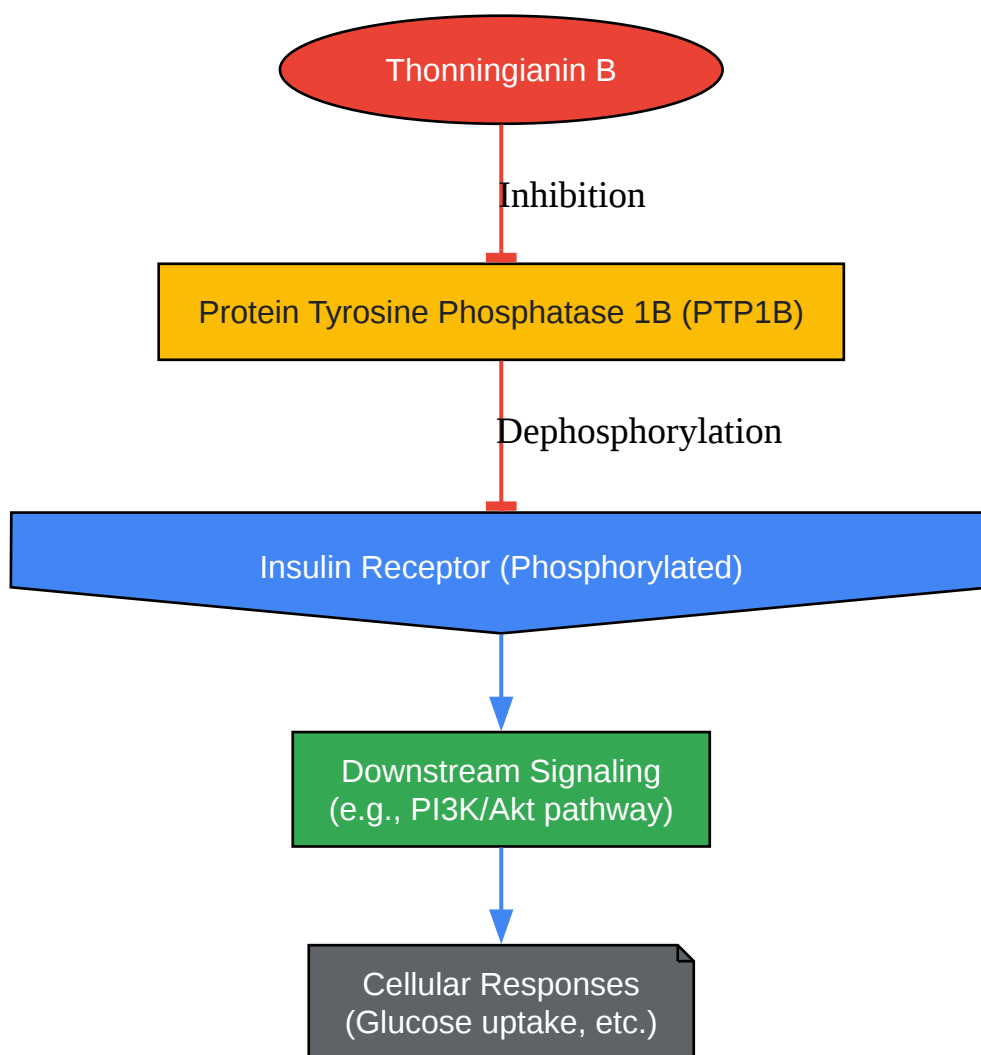 Thonningianin B
Inhibition
Protein Tyrosine Phosphatase 1B (PTP1B)
Dephosphorylation
Insulin Receptor (Phosphorylated)
Downstream Signaling
(e.g., PI3K/Akt pathway)
Cellular Responses
(Glucose uptake, etc.)